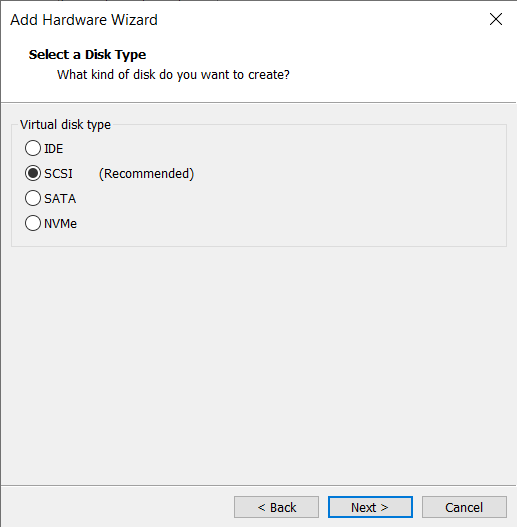 Add Hardware Wizard
Select a Disk Type
What kind of disk do you want to create?
Virtual disk type
IDE
SCSI (Recommended)
SATA
NVMe
< Back Next > Cancel